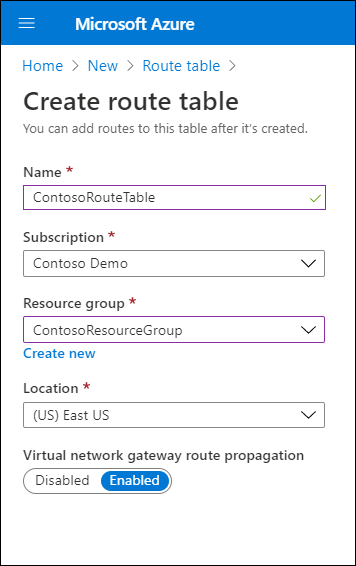 Microsoft Azure
Home > New > Route table >
Create route table
You can add routes to this table after it's created.
Name *
ContosoRouteTable
Subscription *
Contoso Demo
Resource group *
ContosoResourceGroup
Create new
Location *
(US) East US
Virtual network gateway route propagation
Disabled Enabled